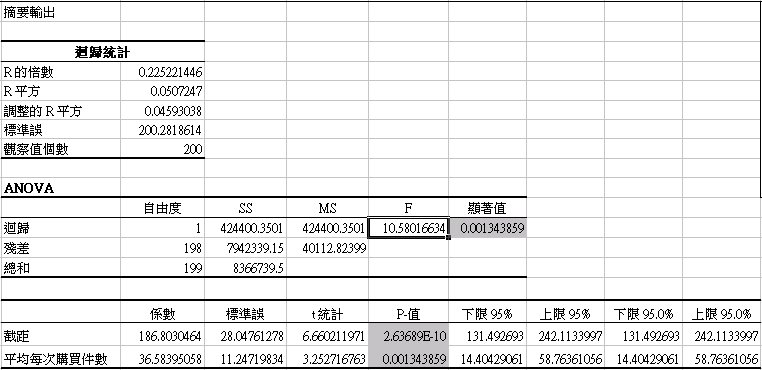 摘要輸出
迴歸統計
R 的倍數 0.225221446
R 平方 0.0507247
調整的 R 平方 0.04593038
標準誤 200.2818614
觀察值個數 200
ANOVA
自由度 SS MS F 顯著值
迴歸 1 424400.3501 424400.3501 10.58016634 0.001343859
殘差 198 7942339.15 40112.82399
總和 199 8366739.5
係數 標準誤 t 統計 P-值 下限 95% 上限 95% 下限 95.0% 上限 95.0%
截距 186.8030464 28.04761278 6.660211971 2.63689E-10 131.492693 242.1133997 131.492693 242.1133997
平均每次購買件數 36.58395058 11.24719834 3.252716763 0.001343859 14.40429061 58.76361056 14.40429061 58.76361056